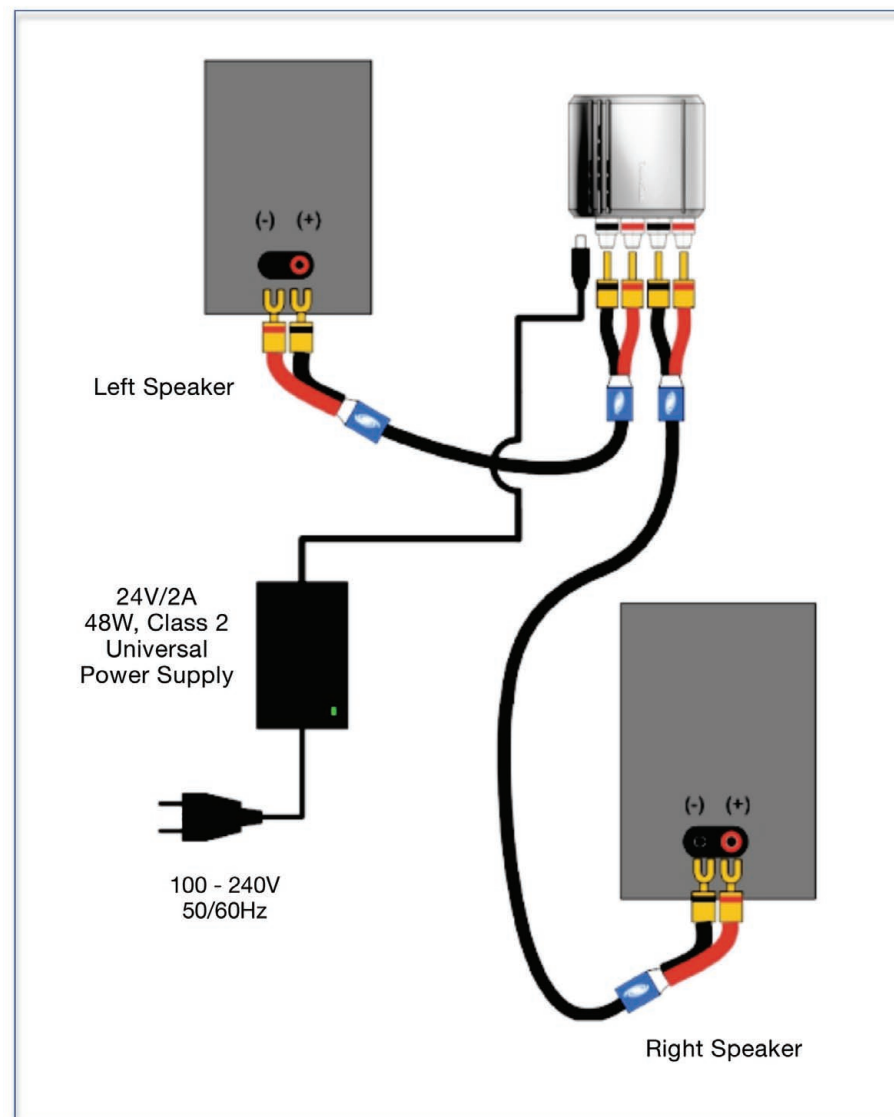 (-) (+)
Left Speaker
24V/2A
48W, Class 2
Universal
Power Supply
100 - 240V
50/60Hz
(-) (+)
Right Speaker